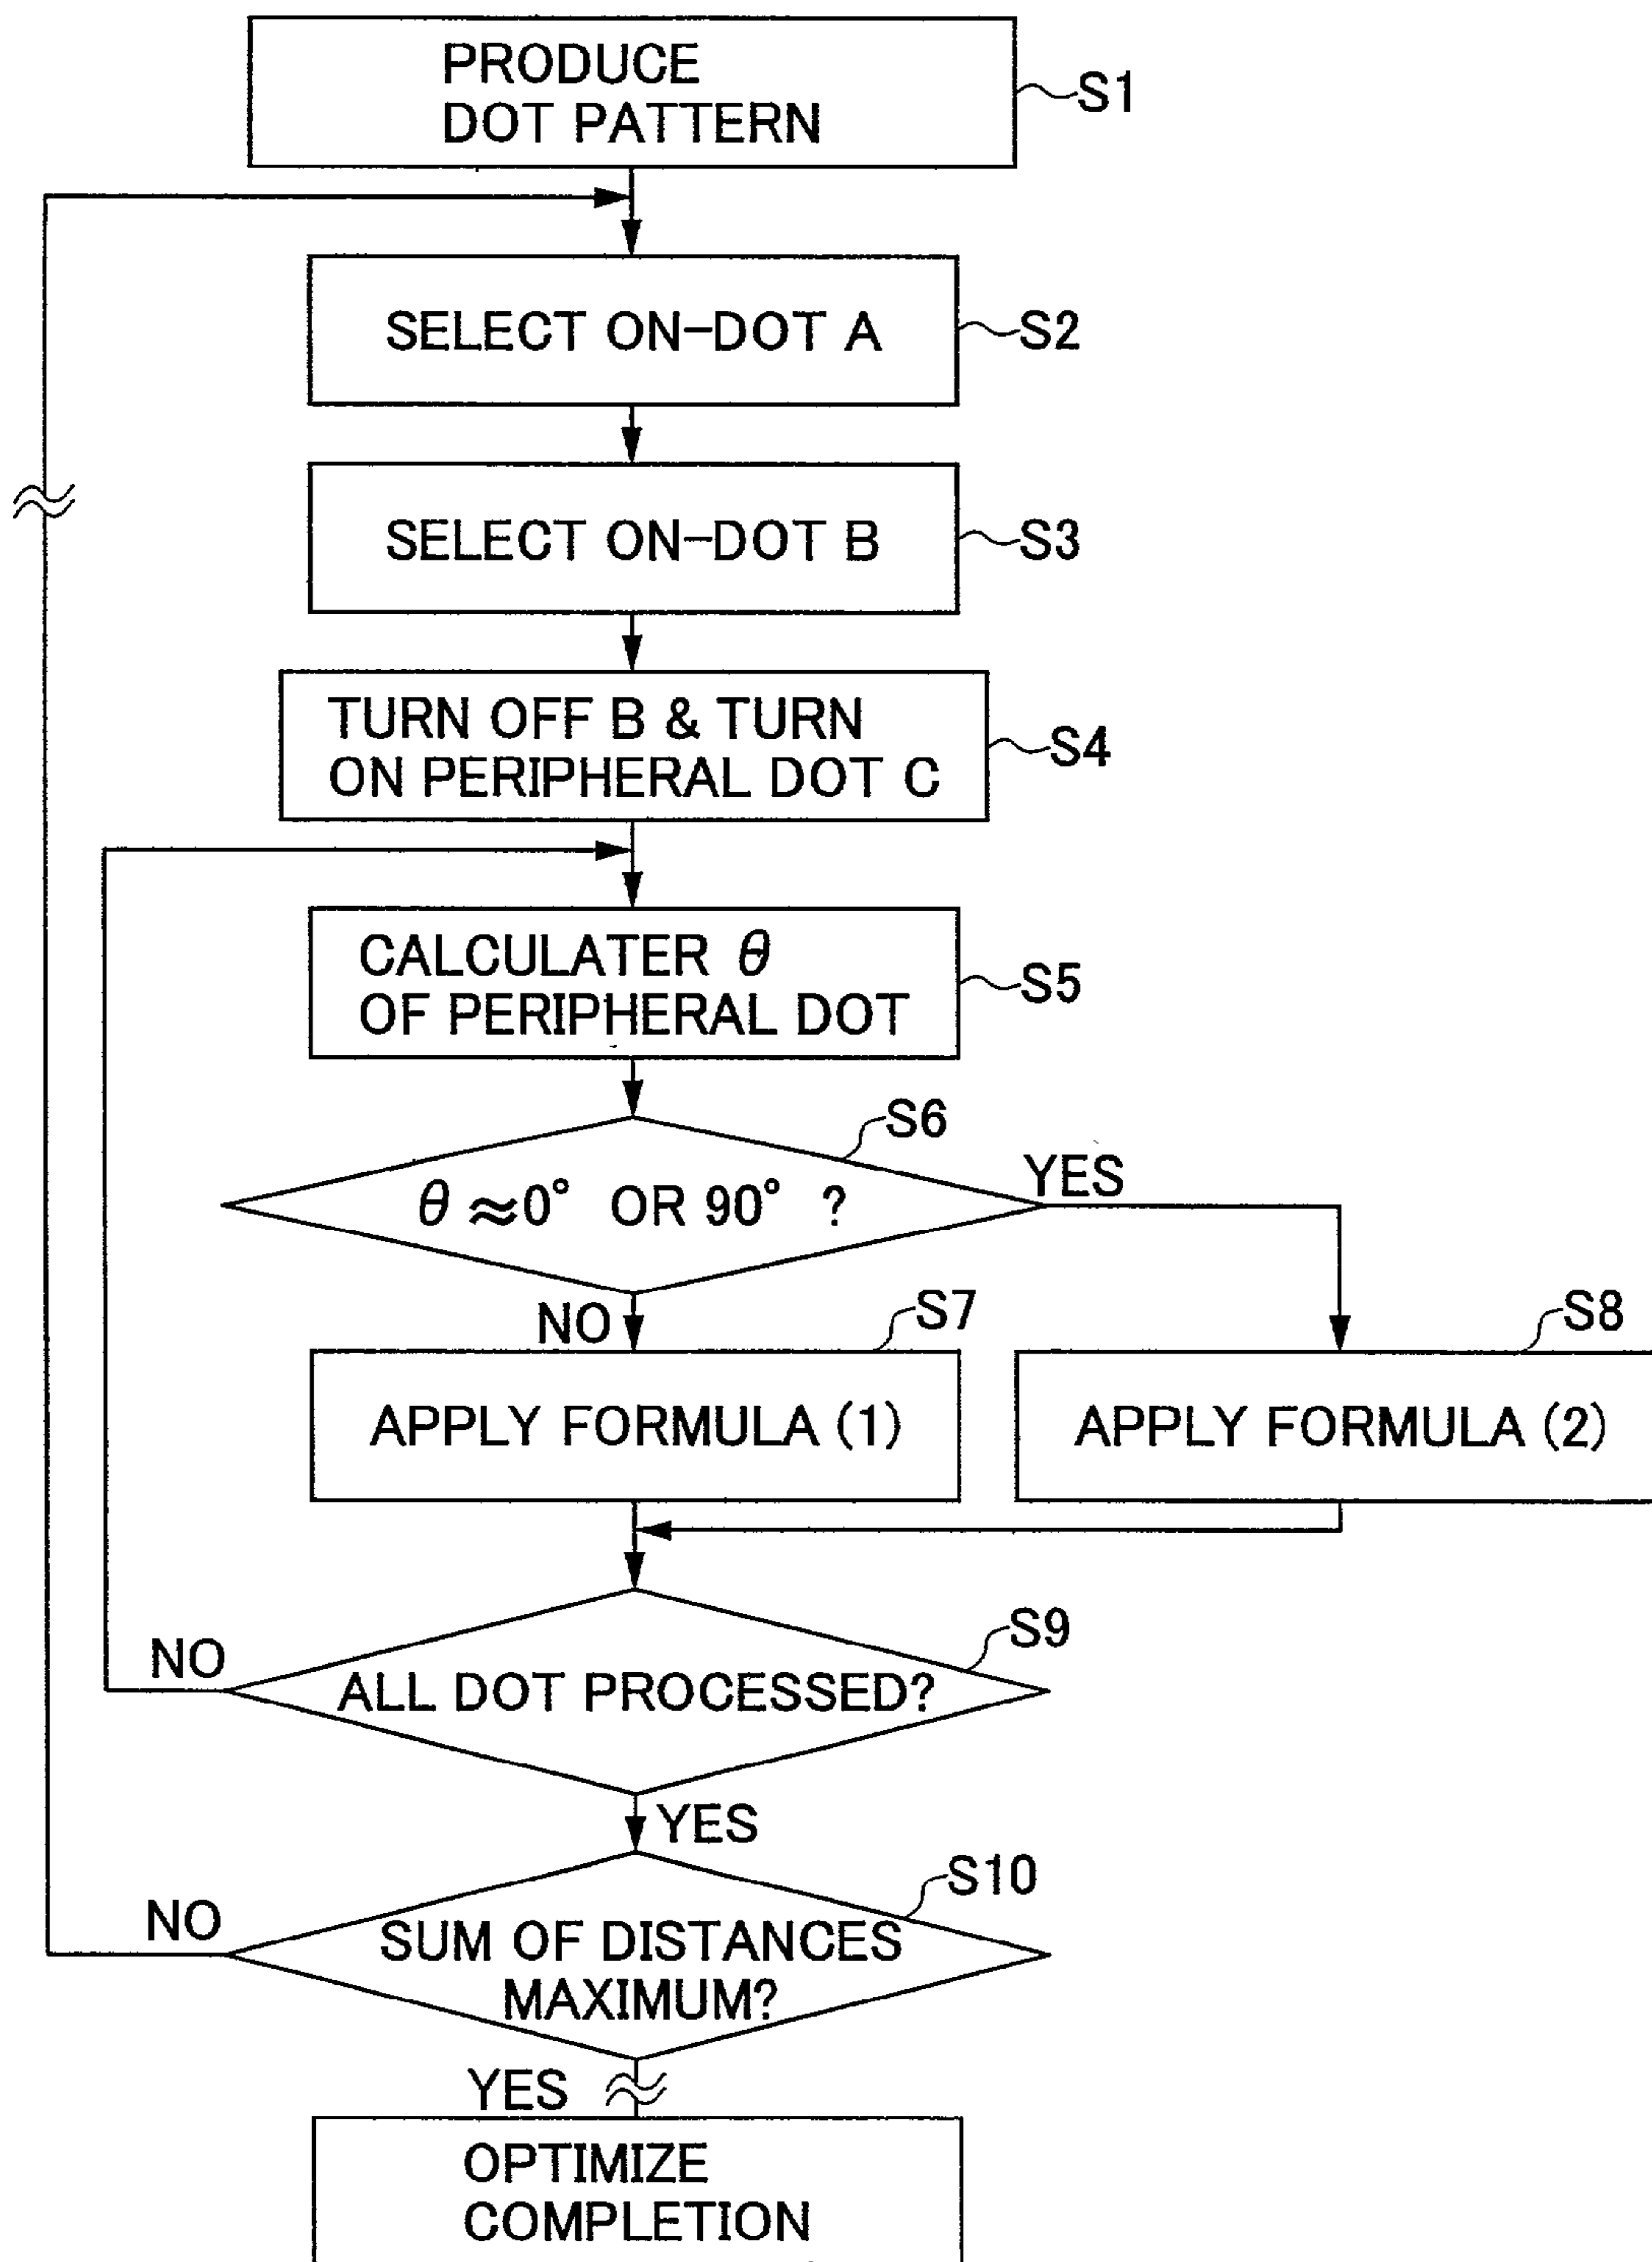 PRODUCE
DOT PATTERN
S1
SELECT ON-DOT A
S2
SELECT ON-DOT B
S3
TURN OFF B & TURN
ON PERIPHERAL DOT C
S4
CALCULATER θ
OF PERIPHERAL DOT
S5
S6
θ ≈0° OR 90° ?
YES
NO
S7
S8
APPLY FORMULA (1)
APPLY FORMULA (2)
S9
NO
ALL DOT PROCESSED?
YES
S10
NO
SUM OF DISTANCES
MAXIMUM?
YES
OPTIMIZE
COMPLETION